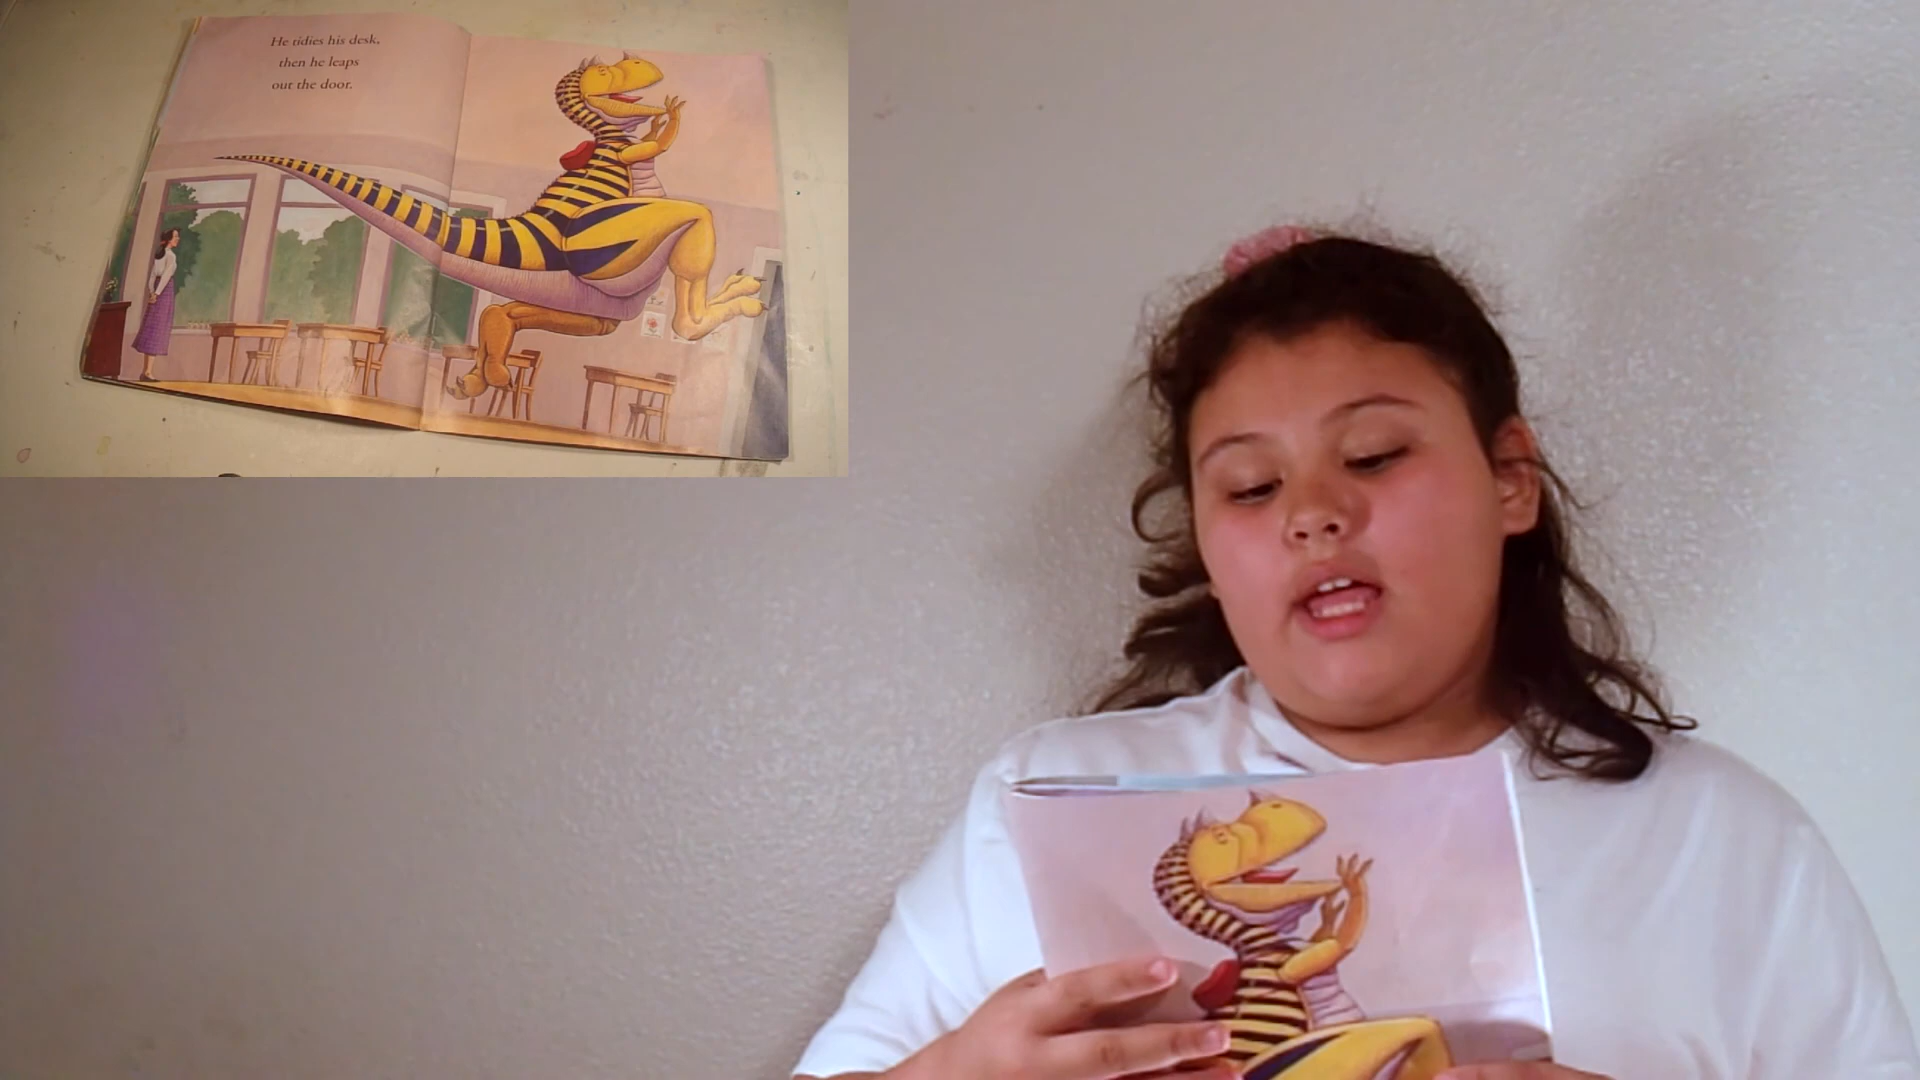 He tidies his desk,
then he leaps
out the door.